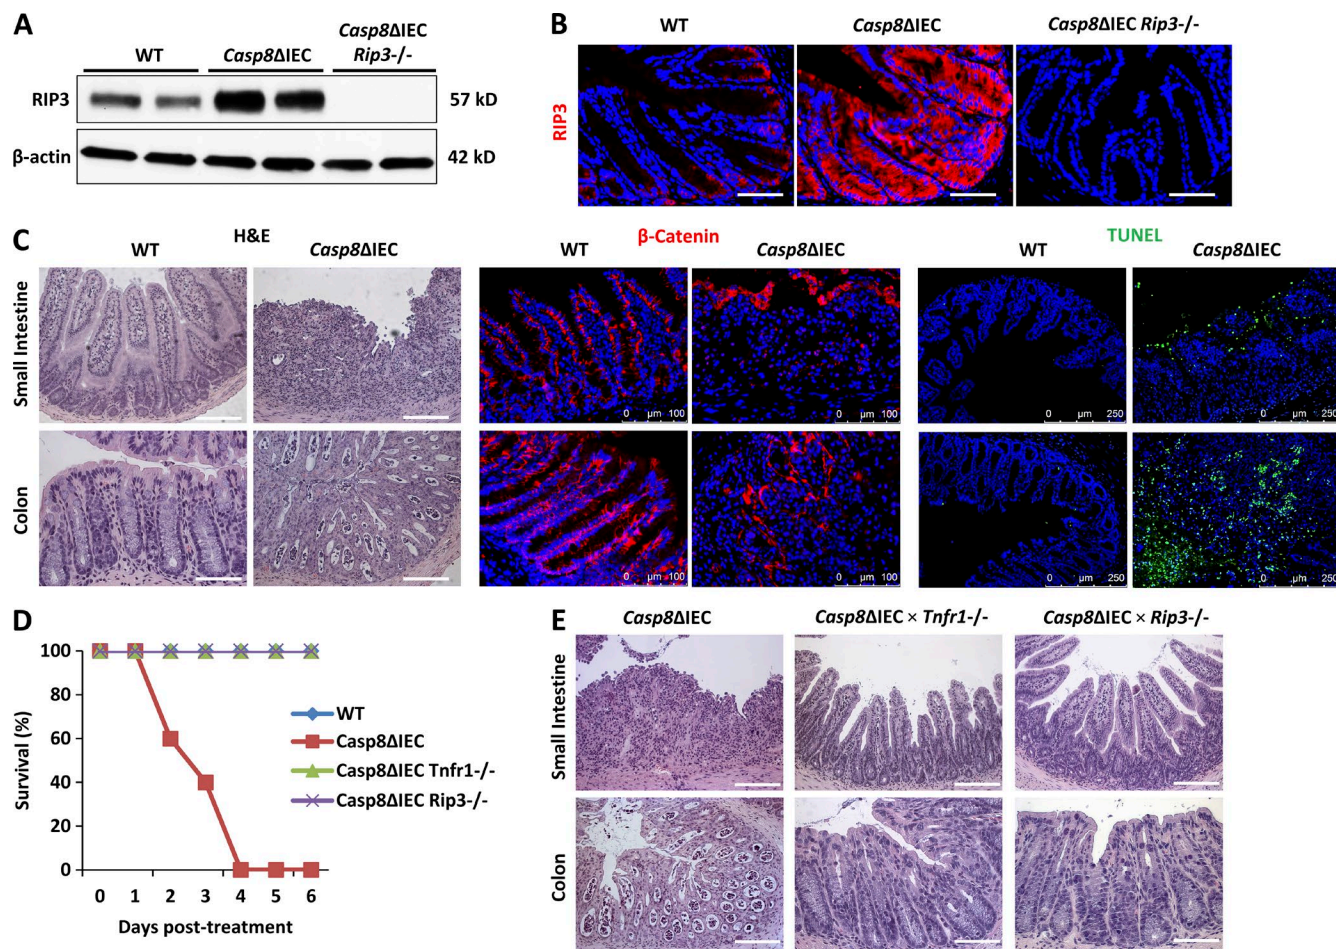 A
WT
Casp8ΔIEC
Casp8ΔIEC
Rip3-/-
RIP3
57 kD
β-actin
42 kD
B
WT
Casp8ΔIEC
Casp8ΔIEC Rip3-/-
RIP3
C
H&E
WT
Casp8ΔIEC
β-Catenin
WT
Casp8ΔIEC
TUNEL
WT
Casp8ΔIEC
Small Intestine
0 µm 100
0 µm 100
0 µm 250
0 µm 250
Colon
0 µm 100
0 µm 100
0 µm 250
0 µm 250
D
Survival (%)
100
80
60
40
20
0
0 1 2 3 4 5 6
Days post-treatment
WT
Casp8ΔIEC
Casp8ΔIEC Tnfr1-/-
Casp8ΔIEC Rip3-/-
E
Casp8ΔIEC
Casp8ΔIEC × Tnfr1-/-
Casp8ΔIEC × Rip3-/-
Small Intestine
Colon